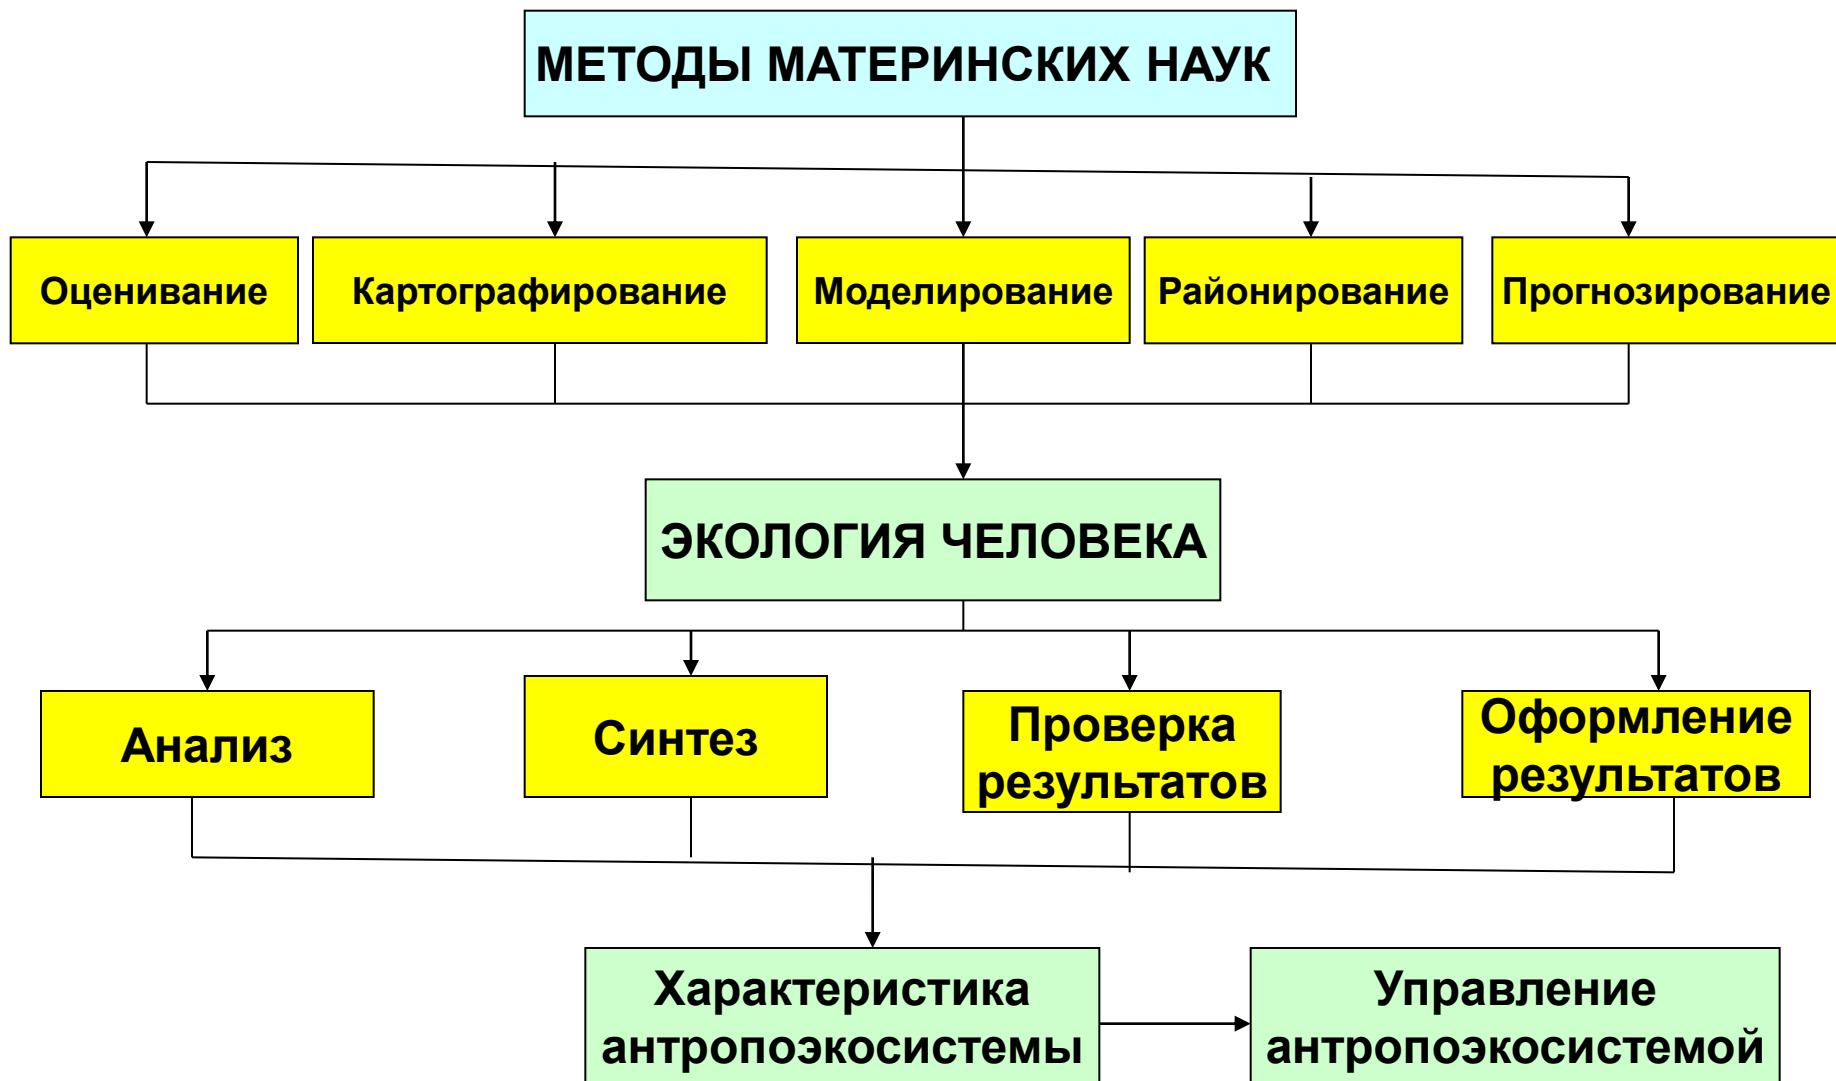 МЕТОДЫ МАТЕРИНСКИХ НАУК
Оценивание
Картографирование
Моделирование
Районирование
Прогнозирование
ЭКОЛОГИЯ ЧЕЛОВЕКА
Анализ
Синтез
Проверка
результатов
Оформление
результатов
Характеристика
антропоэкосистемы
Управление
антропоэкосистемой